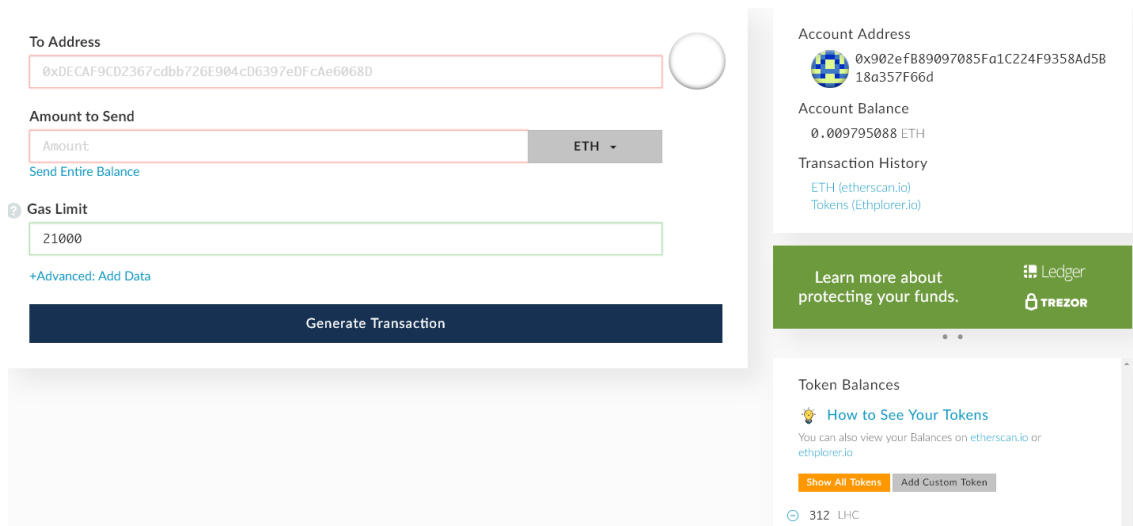 To Address
0xDECAF9CD2367cdbb726E904cD6397eDFcAe6068D
Amount to Send
Amount
ETH
Send Entire Balance
?
Gas Limit
21000
+Advanced: Add Data
Generate Transaction
Account Address
0x902efB89097085Fa1C224F9358Ad5B
18a357F66d
Account Balance
0.009795088 ETH
Transaction History
ETH (etherscan.io)
Tokens (Ethplorer.io)
Learn more about
protecting your funds.
Ledger
TREZOR
Token Balances
How to See Your Tokens
You can also view your Balances on etherscan.io or
ethplorer.io
Show All Tokens
Add Custom Token
312 LHC